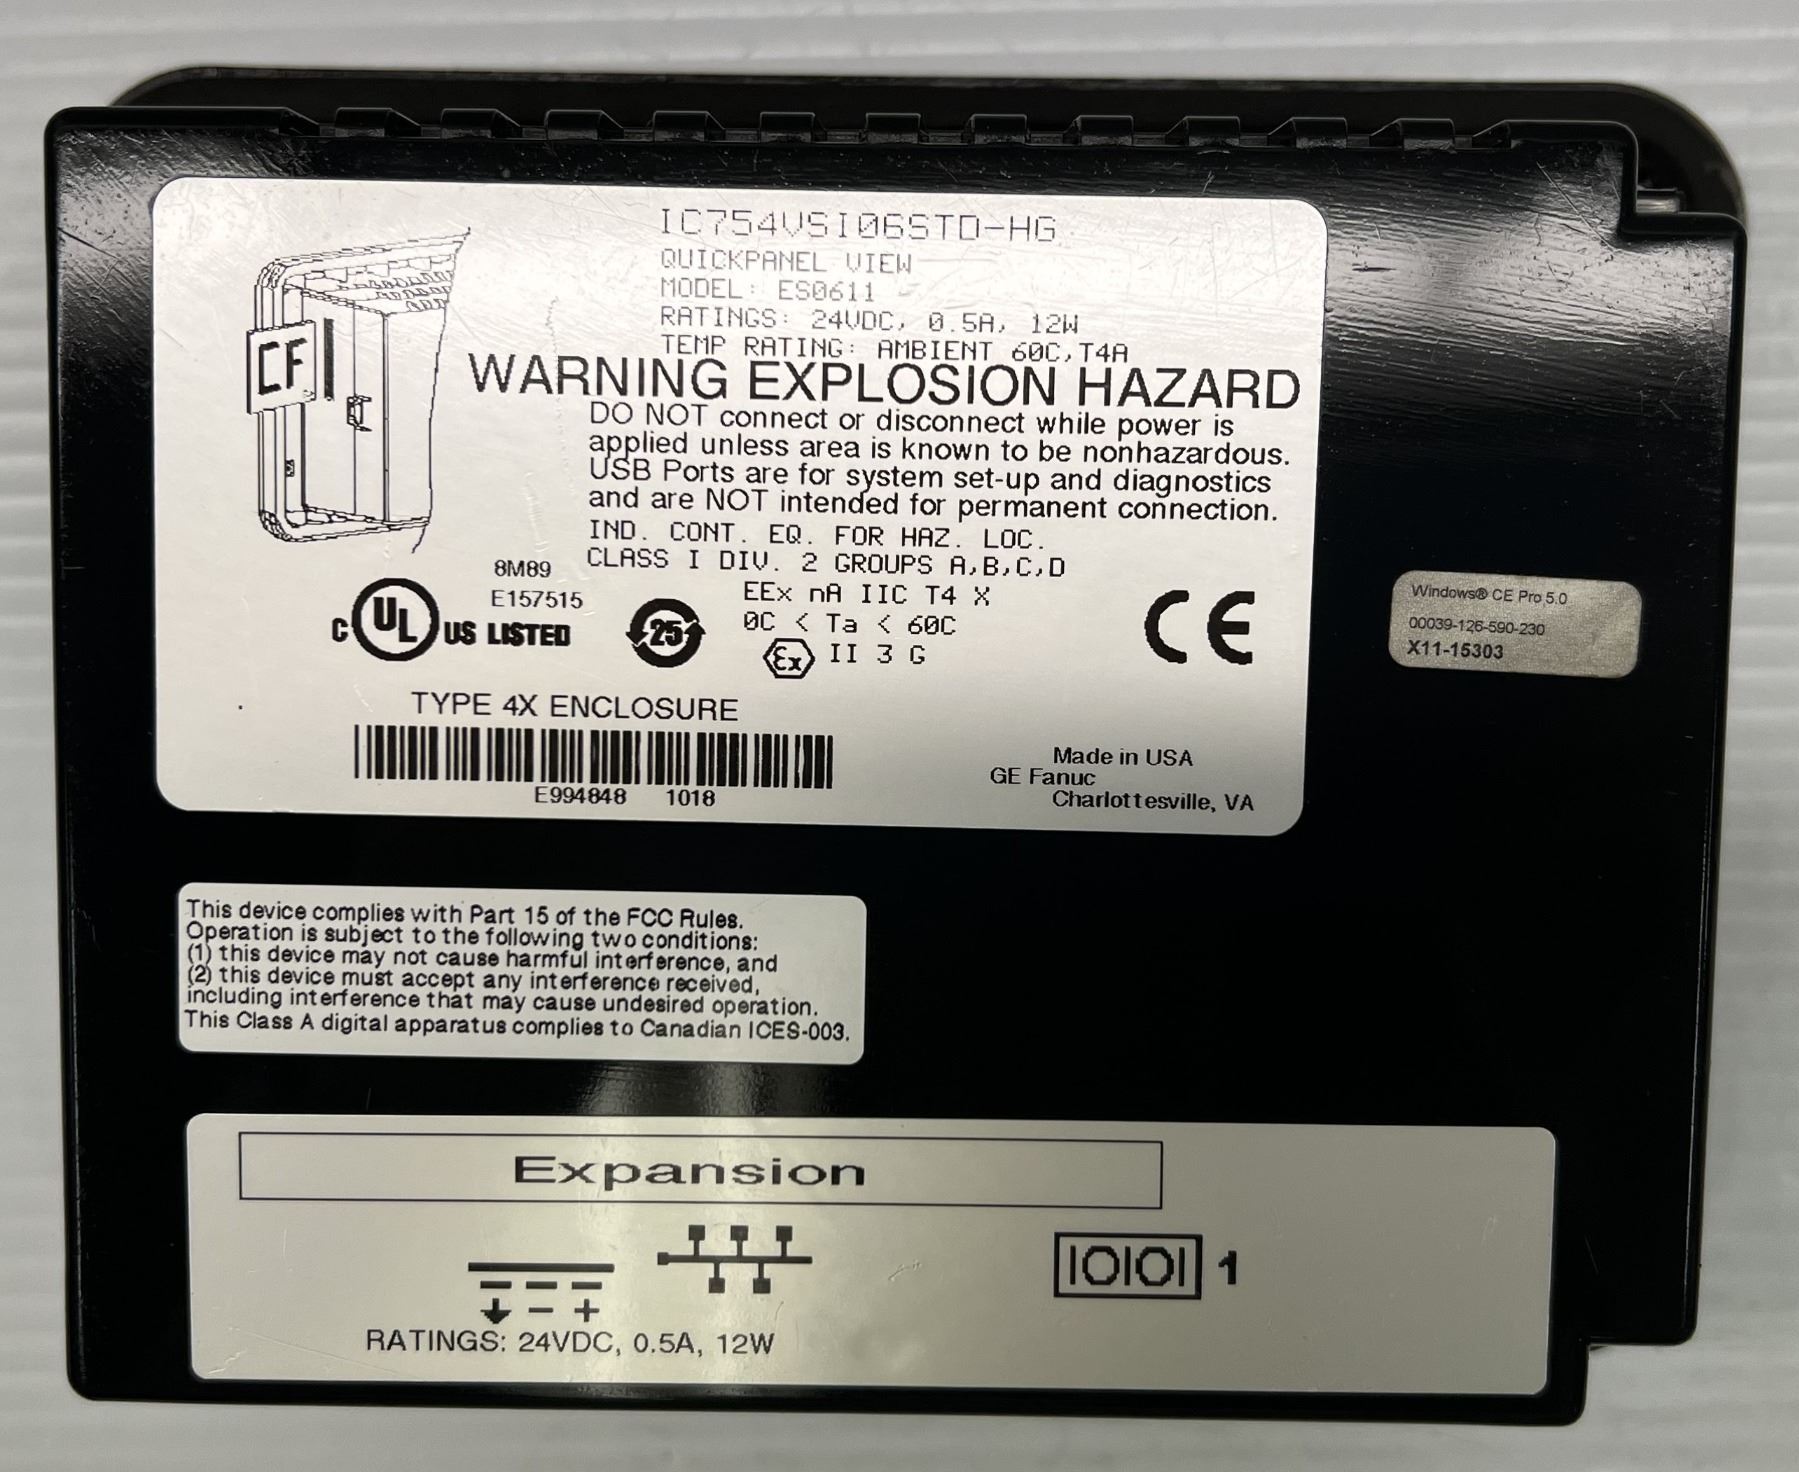 IC754VSI06STD-HG
QUICKPANEL VIEW
MODEL: ES0611
RATINGS: 24VDC, 0.5A, 12W
TEMP RATING: AMBIENT 60C,T4A
CF
WARNING EXPLOSION HAZARD
DO NOT connect or disconnect while power is
applied unless area is known to be nonhazardous.
USB Ports are for system set-up and diagnostics
and are NOT intended for permanent connection.
IND. CONT. EQ. FOR HAZ. LOC.
CLASS I DIV. 2 GROUPS A,B,C,D
8M89
E157515
C UL US LISTED
25
EEx nA IIC T4 X
0C < Ta < 60C
Ex II 3 G
CE
TYPE 4X ENCLOSURE
E994848 1018
Made in USA
GE Fanuc
Charlottesville, VA
Windows® CE Pro 5.0
00039-126-590-230
X11-15303
This device complies with Part 15 of the FCC Rules.
Operation is subject to the following two conditions:
(1) this device may not cause harmful interference, and
(2) this device must accept any interference received,
including interference that may cause undesired operation.
This Class A digital apparatus complies to Canadian ICES-003.
Expansion
IOIOI 1
- +
RATINGS: 24VDC, 0.5A, 12W